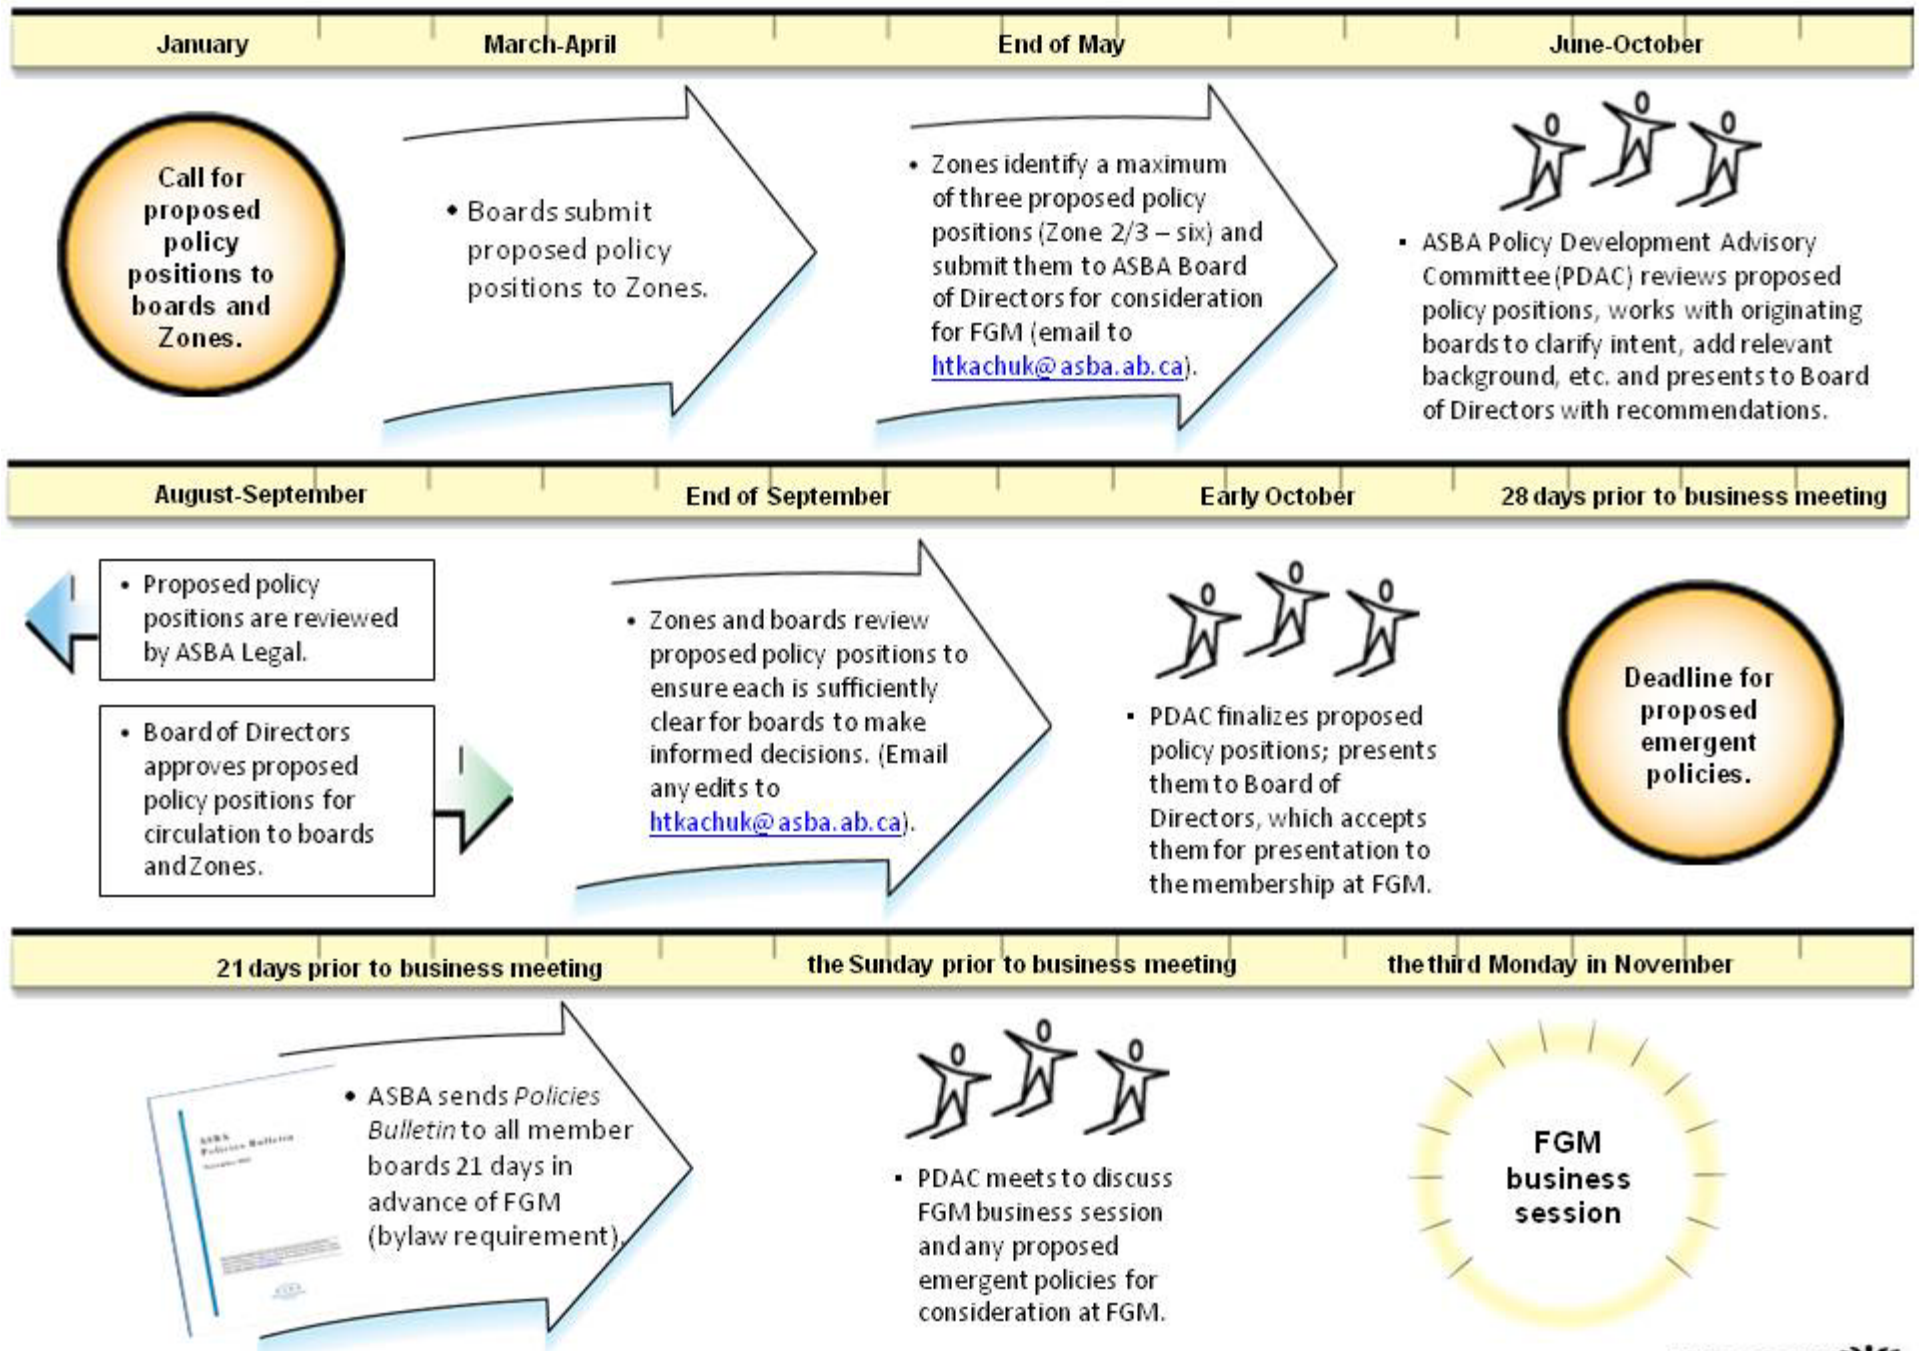 January
March-April
End of May
June-October
Call for
proposed
policy
positions to
boards and
Zones.
• Boards submit
proposed policy
positions to Zones.
• Zones identify a maximum
of three proposed policy
positions (Zone 2/3 – six) and
submit them to ASBA Board
of Directors for consideration
for FGM (email to
htkachuk@asba.ab.ca).
▪ ASBA Policy Development Advisory
Committee (PDAC) reviews proposed
policy positions, works with originating
boards to clarify intent, add relevant
background, etc. and presents to Board
of Directors with recommendations.
August-September
End of September
Early October
28 days prior to business meeting
• Proposed policy
positions are reviewed
by ASBA Legal.
• Board of Directors
approves proposed
policy positions for
circulation to boards
and Zones.
• Zones and boards review
proposed policy positions to
ensure each is sufficiently
clear for boards to make
informed decisions. (Email
any edits to
htkachuk@asba.ab.ca).
▪ PDAC finalizes proposed
policy positions; presents
them to Board of
Directors, which accepts
them for presentation to
the membership at FGM.
Deadline for
proposed
emergent
policies.
21 days prior to business meeting
the Sunday prior to business meeting
the third Monday in November
ASBA
Policies Bulletin
• ASBA sends Policies
Bulletin to all member
boards 21 days in
advance of FGM
(bylaw requirement).
▪ PDAC meets to discuss
FGM business session
and any proposed
emergent policies for
consideration at FGM.
FGM
business
session